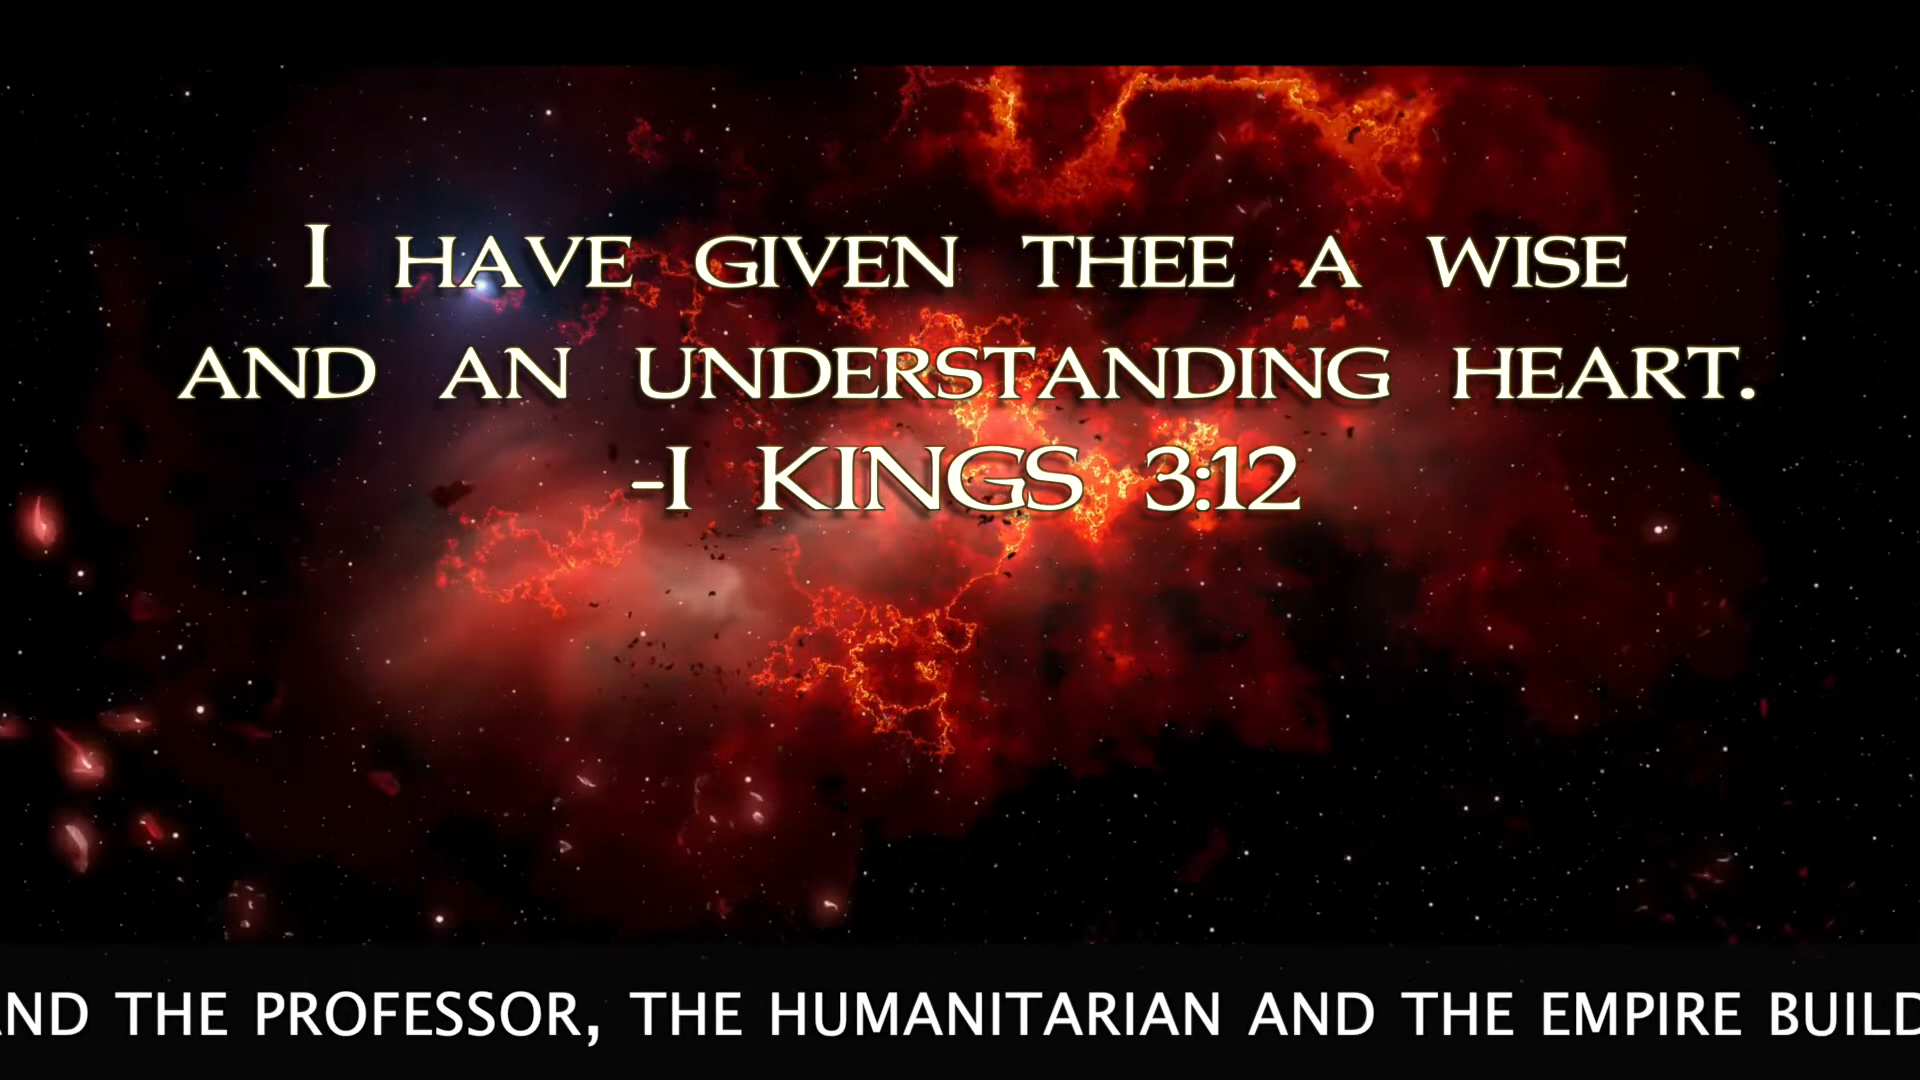 I HAVE GIVEN THEE A WISE
AND AN UNDERSTANDING HEART.
-I KINGS 3:12
THE PROFESSOR, THE HUMANITARIAN AND THE EMPIRE